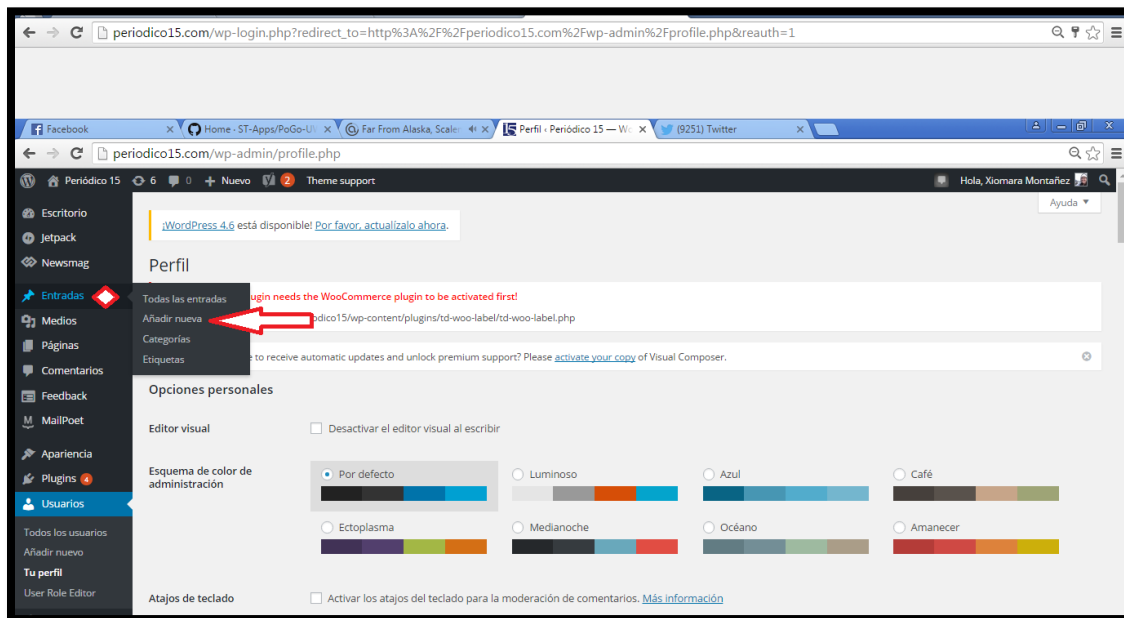 periodico15.com/wp-login.php?redirect_to=http%3A%2F%2Fperiodico15.com%2Fwp-admin%2Fprofile.php&reauth=1
Facebook
Home - ST-Apps/PoGo-U
Far From Alaska, Scale
Perfil ‹ Periódico 15 — W
(9251) Twitter
periodico15.com/wp-admin/profile.php
Periódico 15 6 0 + Nuevo 2 Theme support Hola, Xiomara Montañez
Ayuda
Escritorio
Jetpack
Newsmag
Entradas
Medios
Páginas
Comentarios
Feedback
MailPoet
Apariencia
Plugins 4
Usuarios
Todos los usuarios
Añadir nuevo
Tu perfil
User Role Editor
Todas las entradas
Añadir nueva
Categorías
Etiquetas
¡WordPress 4.6 está disponible! Por favor, actualízalo ahora.
Perfil
needs the WooCommerce plugin to be activated first!
odico15/wp-content/plugins/td-woo-label/td-woo-label.php
to receive automatic updates and unlock premium support? Please activate your copy of Visual Composer.
Opciones personales
Editor visual
Desactivar el editor visual al escribir
Esquema de color de
administración
Por defecto Luminoso Azul Café
Ectoplasma Medianoche Océano Amanecer
Atajos de teclado
Activar los atajos del teclado para la moderación de comentarios. Más información